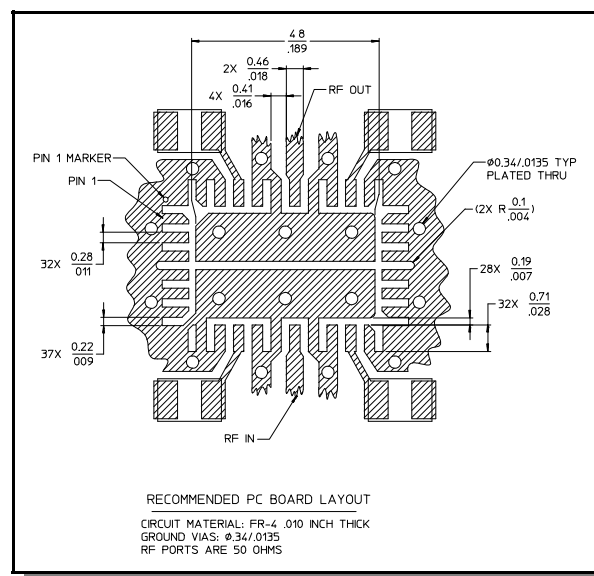 4.8
.189
2X 0.46
.018
4X 0.41
.016
RF OUT
PIN 1 MARKER
PIN 1
ø0.34/.0135 TYP
PLATED THRU
(2X R 0.1
.004)
32X 0.28
011
28X 0.19
.007
32X 0.71
.028
37X 0.22
009
RF IN
RECOMMENDED PC BOARD LAYOUT
CIRCUIT MATERIAL: FR-4 .010 INCH THICK
GROUND VIAS: ø.34/.0135
RF PORTS ARE 50 OHMS